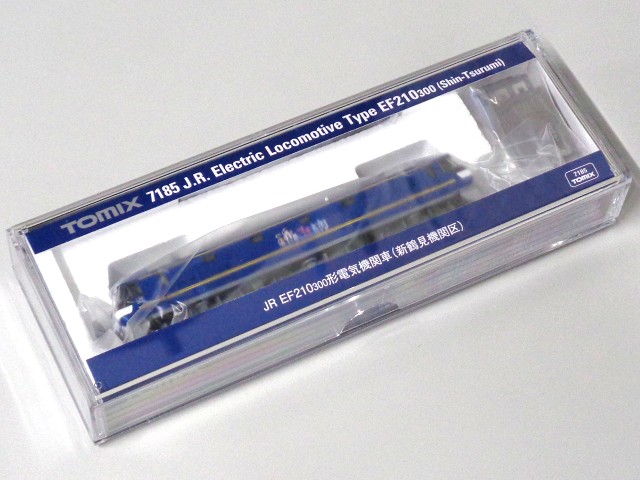 TOMIX 7185 J.R. Electric Locomotive Type EF210300 (Shin-Tsurumi)
7185
TOMIX
JR EF210300形電気機関車(新鶴見機関区)